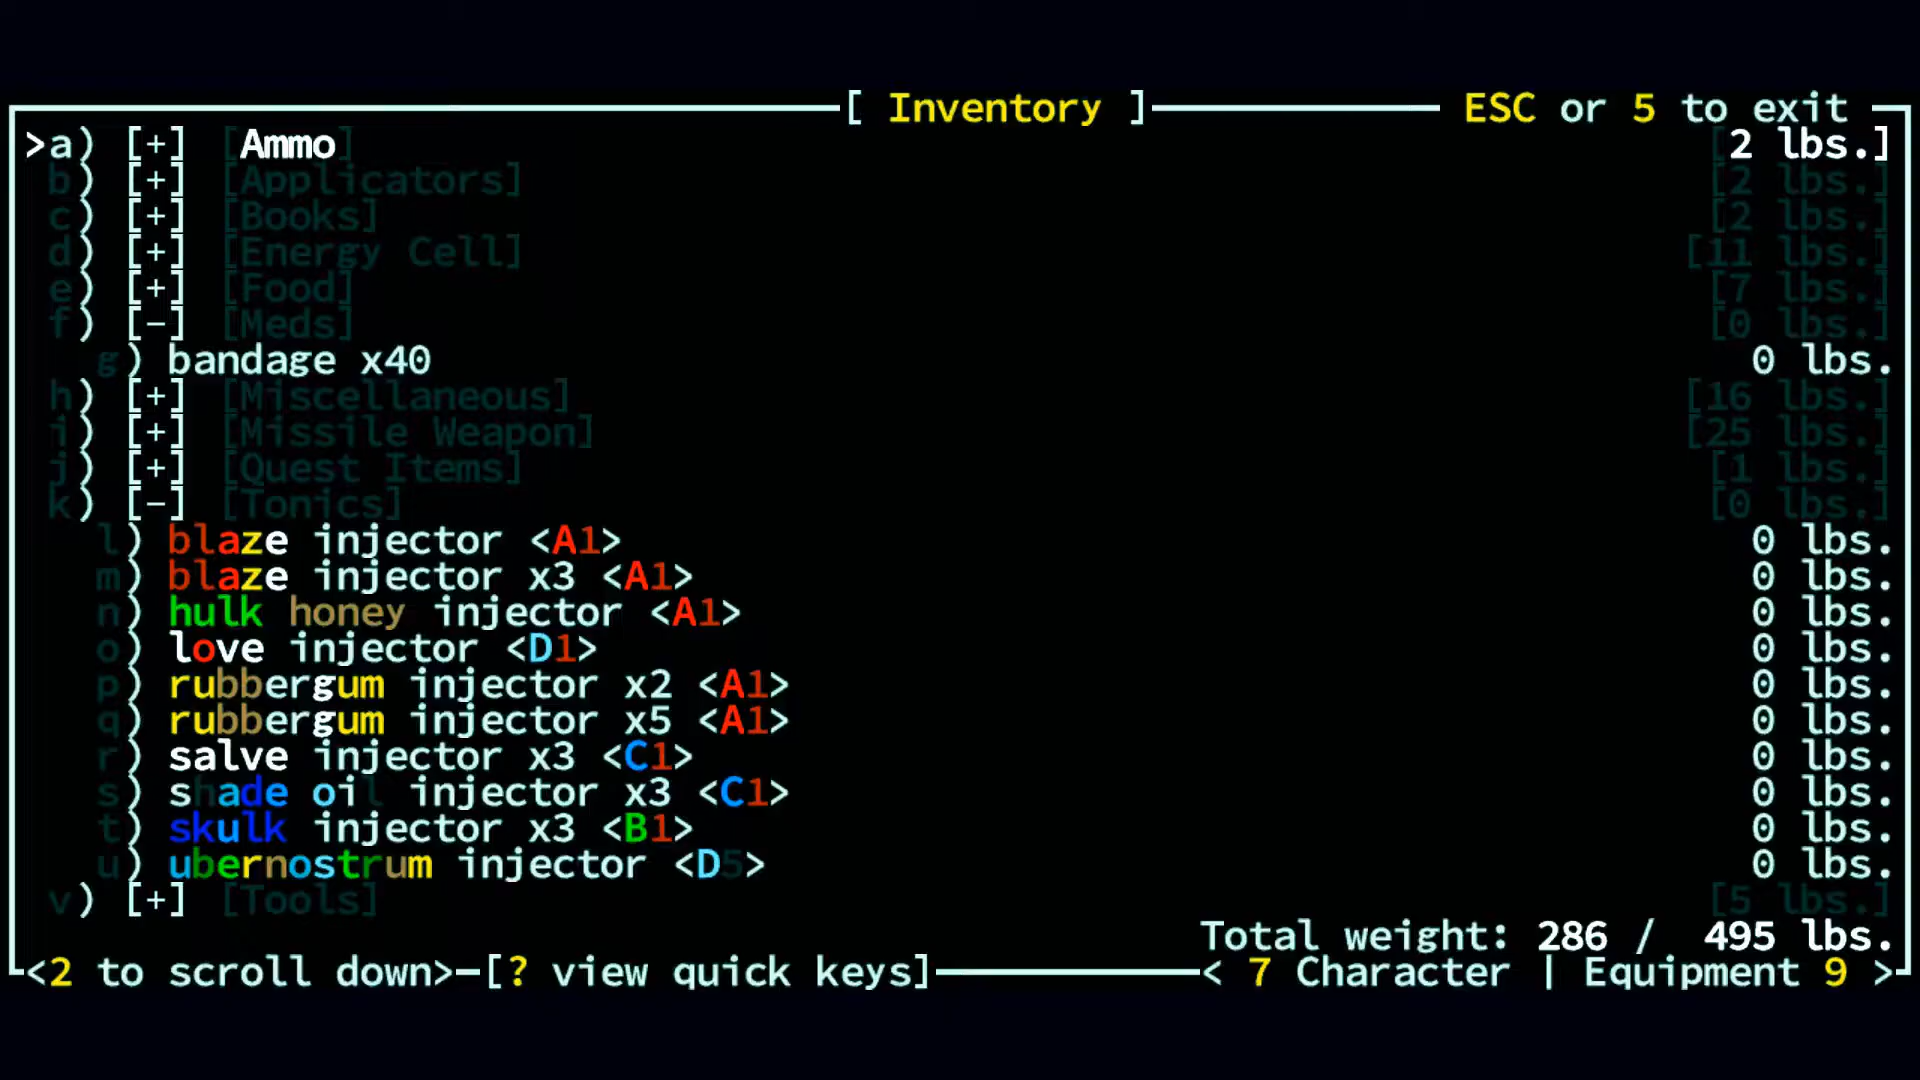 [ Inventory ] ESC or 5 to exit
>a) [+] [Ammo] [2 lbs.]
b) [+] [Applicators] [2 lbs.]
c) [+] [Books] [2 lbs.]
d) [+] [Energy Cell] [11 lbs.]
e) [+] [Food] [7 lbs.]
f) [-] [Meds] [0 lbs.]
g) bandage x40 0 lbs.
h) [+] [Miscellaneous] [16 lbs.]
i) [+] [Missile Weapon] [25 lbs.]
j) [+] [Quest Items] [1 lbs.]
k) [-] [Tonics] [0 lbs.]
l) blaze injector <A1> 0 lbs.
m) blaze injector x3 <A1> 0 lbs.
n) hulk honey injector <A1> 0 lbs.
o) love injector <D1> 0 lbs.
p) rubbergum injector x2 <A1> 0 lbs.
q) rubbergum injector x5 <A1> 0 lbs.
r) salve injector x3 <C1> 0 lbs.
s) shade oil injector x3 <C1> 0 lbs.
t) skulk injector x3 <B1> 0 lbs.
u) ubernostrum injector <D5> 0 lbs.
v) [+] [Tools] [5 lbs.]
Total weight: 286 / 495 lbs.
<2 to scroll down> [? view quick keys] < 7 Character | Equipment 9 >